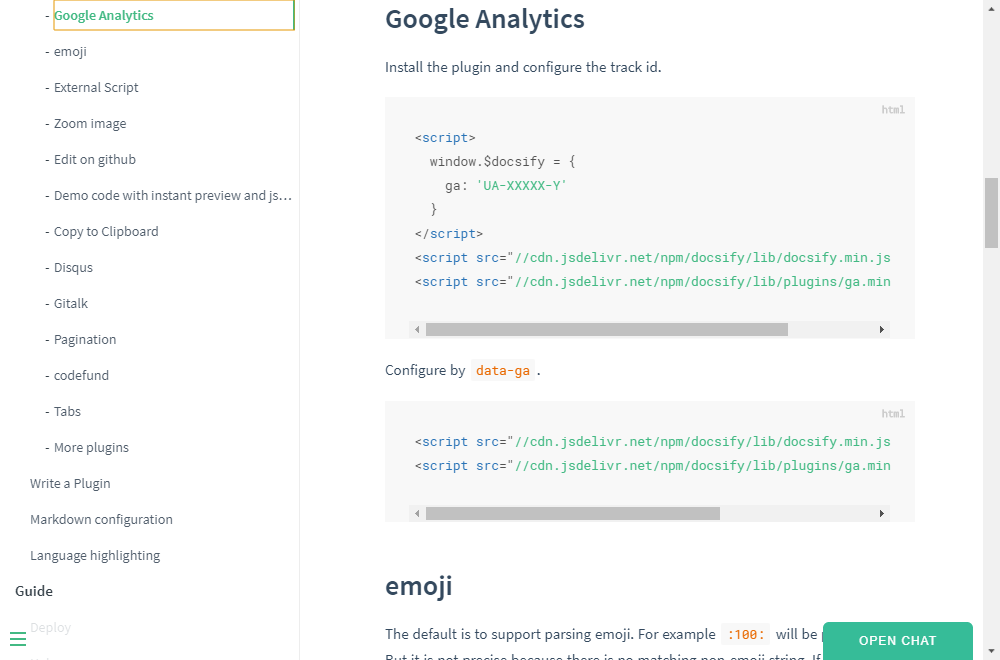 - Google Analytics
- emoji
- External Script
- Zoom image
- Edit on github
- Demo code with instant preview and js…
- Copy to Clipboard
- Disqus
- Gitalk
- Pagination
- codefund
- Tabs
- More plugins
Write a Plugin
Markdown configuration
Language highlighting
Guide
Deploy
Google Analytics
Install the plugin and configure the track id.
html
<script>
window.$docsify = {
ga: 'UA-XXXXX-Y'
}
</script>
<script src="//cdn.jsdelivr.net/npm/docsify/lib/docsify.min.js
<script src="//cdn.jsdelivr.net/npm/docsify/lib/plugins/ga.min
Configure by data-ga .
html
<script src="//cdn.jsdelivr.net/npm/docsify/lib/docsify.min.js
<script src="//cdn.jsdelivr.net/npm/docsify/lib/plugins/ga.min
emoji
The default is to support parsing emoji. For example :100: will be
But it is not precise because there is no matching non-emoji string. If
OPEN CHAT